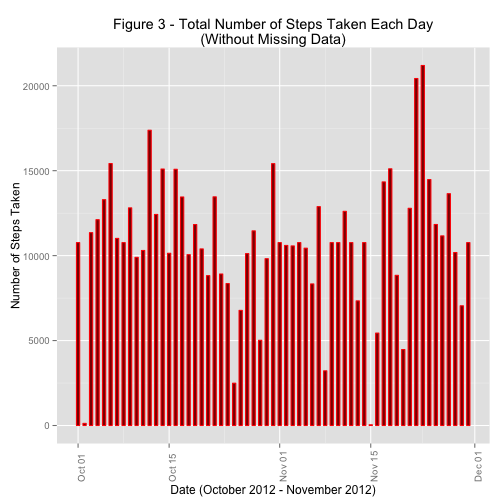 Figure 3 - Total Number of Steps Taken Each Day
(Without Missing Data)
Number of Steps Taken
20000
15000
10000
5000
0
Oct 01
Oct 15
Nov 01
Nov 15
Dec 01
Date (October 2012 - November 2012)